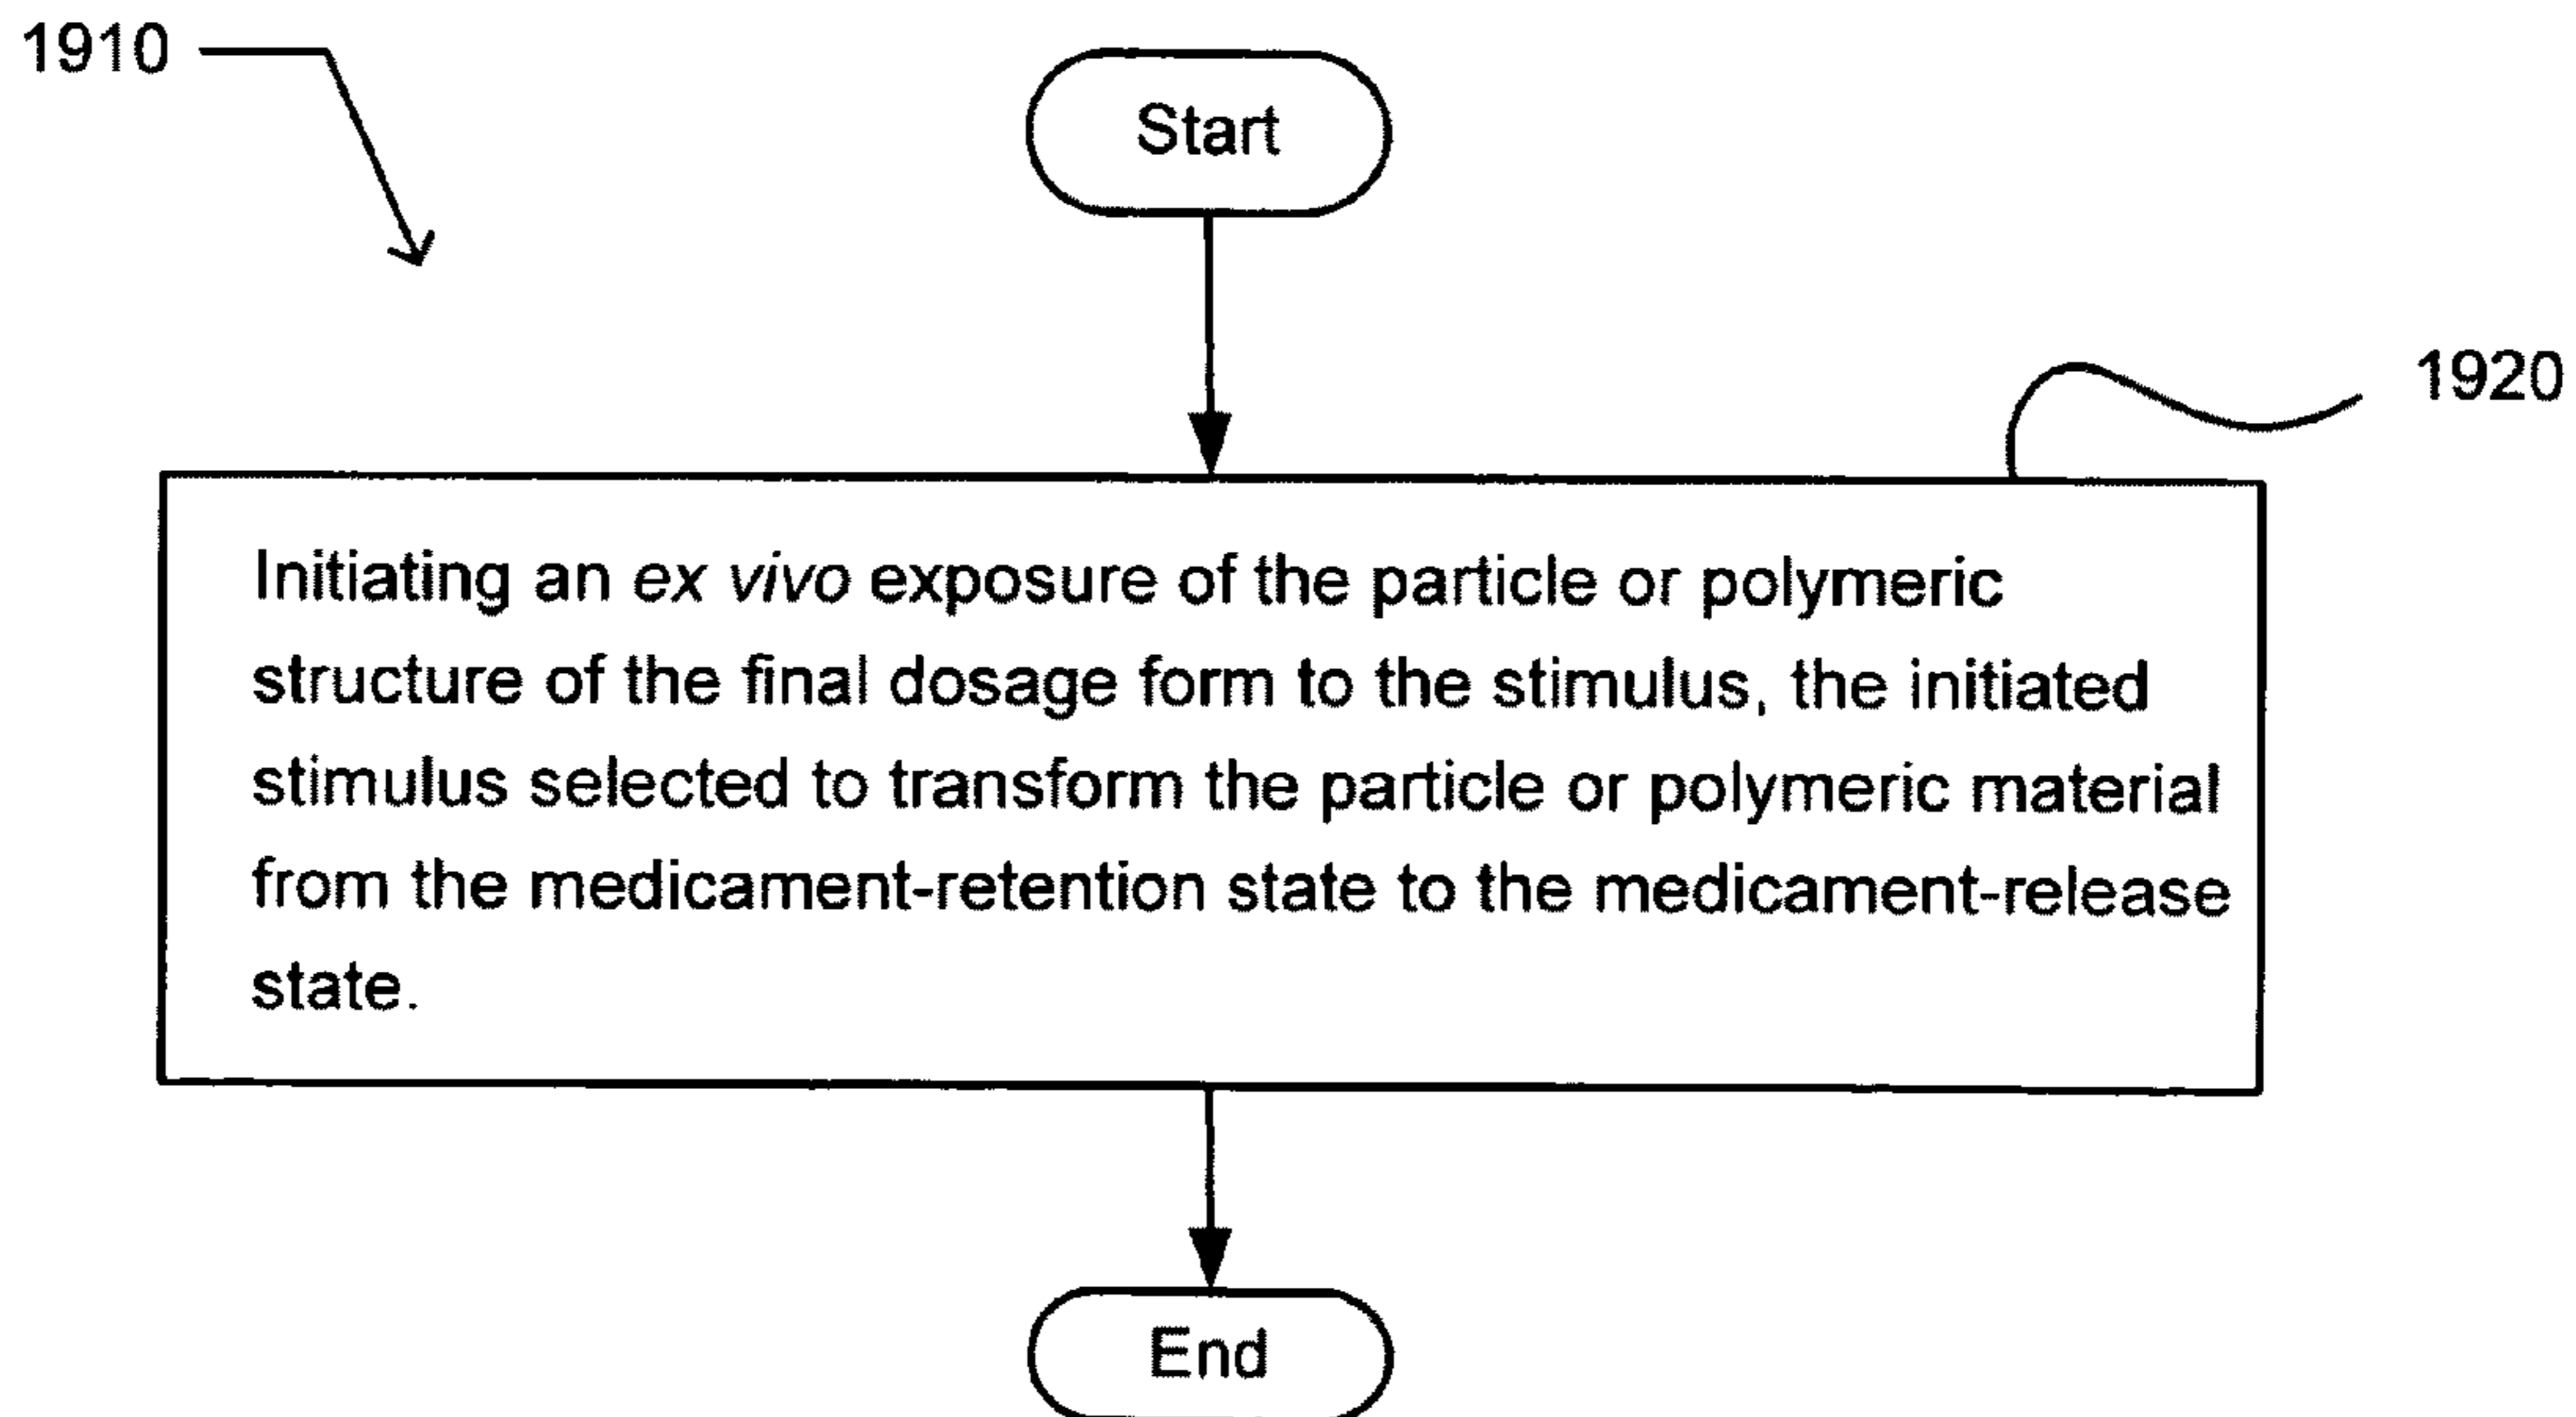 1910
Start
1920
Initiating an ex vivo exposure of the particle or polymeric
structure of the final dosage form to the stimulus, the initiated
stimulus selected to transform the particle or polymeric material
from the medicament-retention state to the medicament-release
state.
End